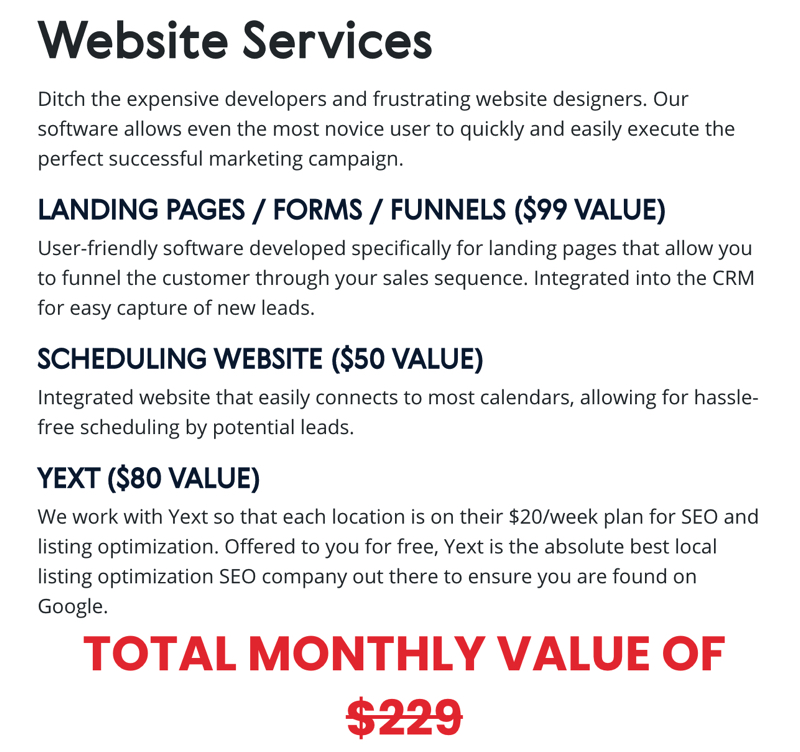 Website Services
Ditch the expensive developers and frustrating website designers. Our
software allows even the most novice user to quickly and easily execute the
perfect successful marketing campaign.
LANDING PAGES / FORMS / FUNNELS ($99 VALUE)
User-friendly software developed specifically for landing pages that allow you
to funnel the customer through your sales sequence. Integrated into the CRM
for easy capture of new leads.
SCHEDULING WEBSITE ($50 VALUE)
Integrated website that easily connects to most calendars, allowing for hassle-
free scheduling by potential leads.
YEXT ($80 VALUE)
We work with Yext so that each location is on their $20/week plan for SEO and
listing optimization. Offered to you for free, Yext is the absolute best local
listing optimization SEO company out there to ensure you are found on
Google.
TOTAL MONTHLY VALUE OF
$229